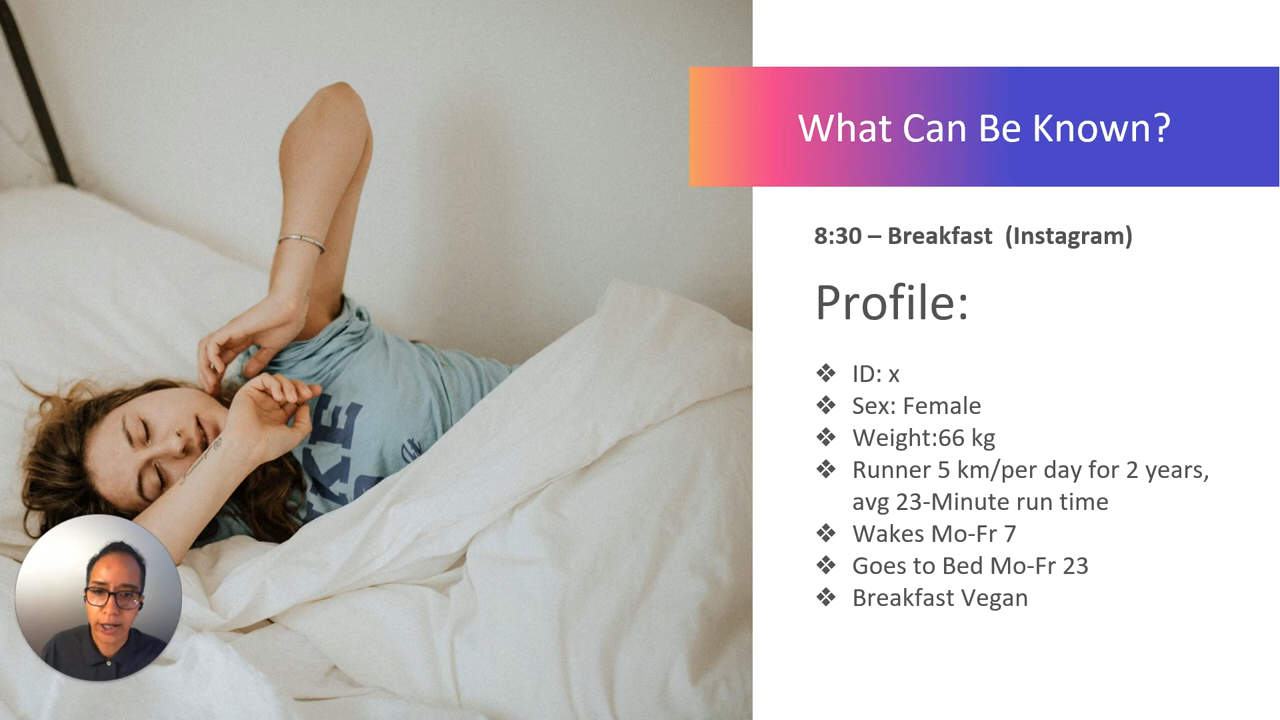 What Can Be Known?
8:30 – Breakfast (Instagram)
Profile:
❖ ID: x
❖ Sex: Female
❖ Weight:66 kg
❖ Runner 5 km/per day for 2 years,
avg 23-Minute run time
❖ Wakes Mo-Fr 7
❖ Goes to Bed Mo-Fr 23
❖ Breakfast Vegan